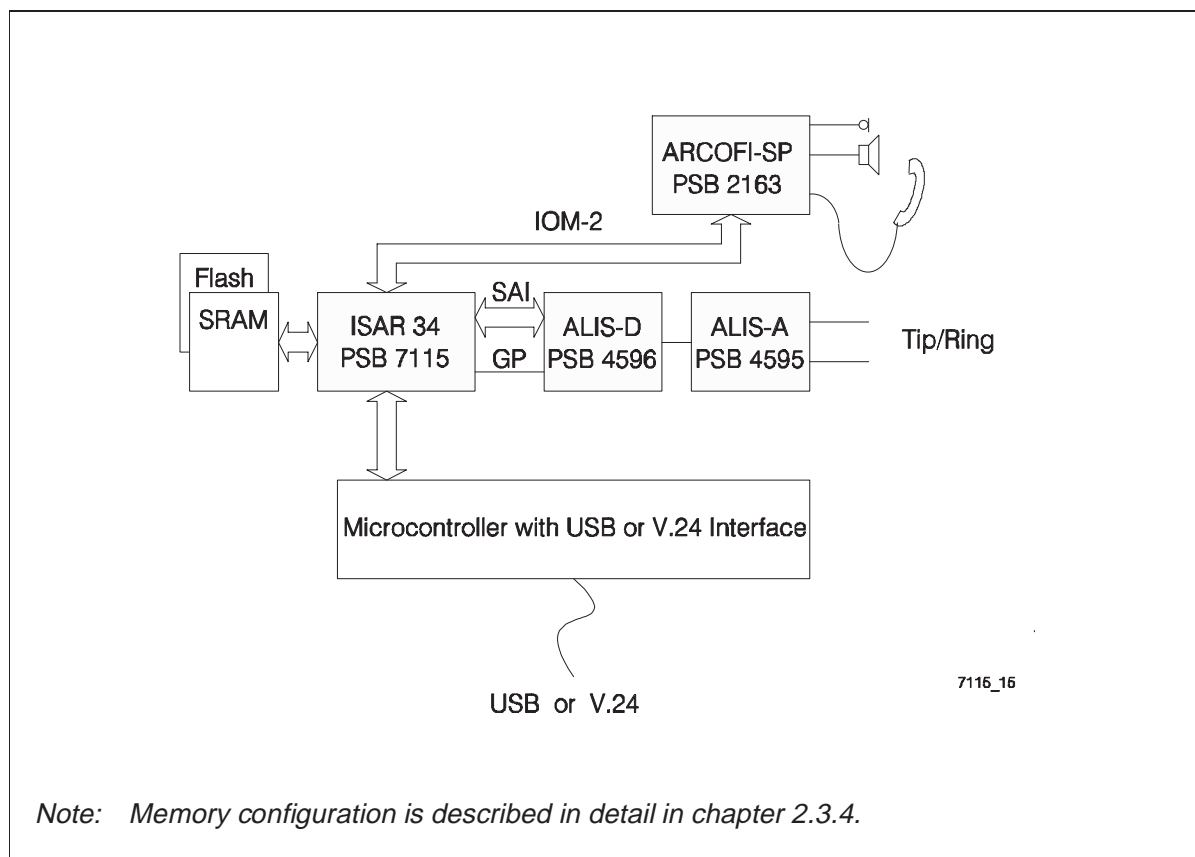 ARCOFI-SP
PSB 2163
IOM-2
Flash
SRAM
ISAR 34
PSB 7115
SAI
GP
ALIS-D
PSB 4596
ALIS-A
PSB 4595
Tip/Ring
Microcontroller with USB or V.24 Interface
USB or V.24
7115_15
Note: Memory configuration is described in detail in chapter 2.3.4.